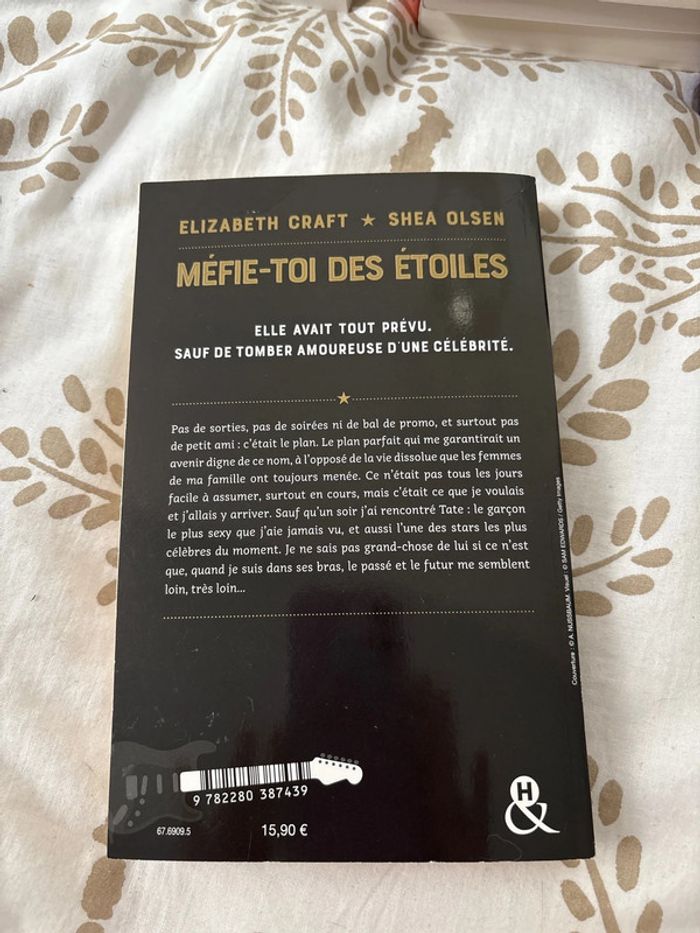 ELIZABETH CRAFT ★ SHEA OLSEN
MÉFIE-TOI DES ÉTOILES
ELLE AVAIT TOUT PRÉVU.
SAUF DE TOMBER AMOUREUSE D'UNE CÉLÉBRITÉ.
Pas de sorties, pas de soirées ni de bal de promo, et surtout pas
de petit ami : c'était le plan. Le plan parfait qui me garantirait un
avenir digne de ce nom, à l'opposé de la vie dissolue que les femmes
de ma famille ont toujours menée. Ce n'était pas tous les jours
facile à assumer, surtout en cours, mais c'était ce que je voulais
et j'allais y arriver. Sauf qu'un soir j'ai rencontré Tate : le garçon
le plus sexy que j'aie jamais vu, et aussi l'une des stars les plus
célèbres du moment. Je ne sais pas grand-chose de lui si ce n'est
que, quand je suis dans ses bras, le passé et le futur me semblent
loin, très loin...
Couverture : © A. NUSSBAUM. Visuel : © SAM EDWARDS / Getty Images
9 782280 387439
67.6909.5
15,90 €
H&